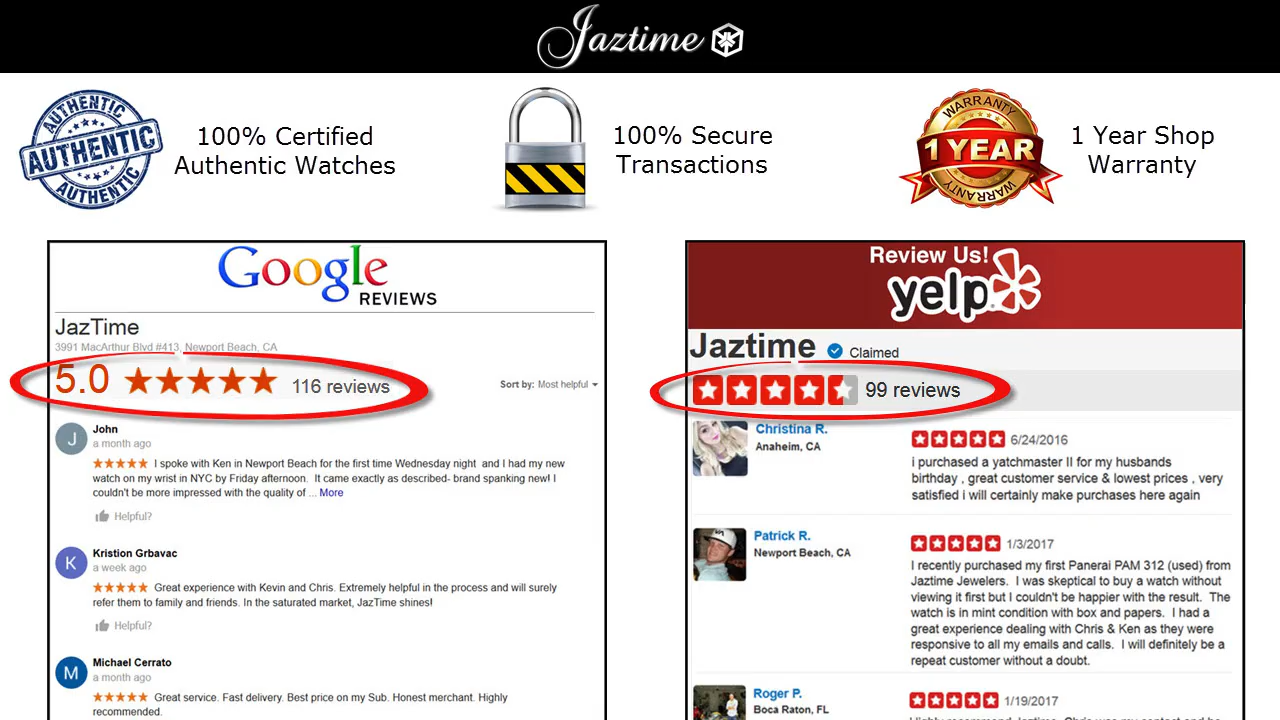 Jaztime
AUTHENTIC
AUTHENTIC
AUTHENTIC
100% Certified
Authentic Watches
100% Secure
Transactions
WARRANTY
1 YEAR
WARRANTY
1 Year Shop
Warranty
Google
REVIEWS
JazTime
3991 MacArthur Blvd #413, Newport Beach, CA
5.0 116 reviews
Sort by: Most helpful
J
John
a month ago
I spoke with Ken in Newport Beach for the first time Wednesday night and I had my new
watch on my wrist in NYC by Friday afternoon. It came exactly as described- brand spanking new! I
couldn't be more impressed with the quality of ... More
Helpful?
K
Kristion Grbavac
a week ago
Great experience with Kevin and Chris. Extremely helpful in the process and will surely
refer them to family and friends. In the saturated market, JazTime shines!
Helpful?
M
Michael Cerrato
a month ago
Great service. Fast delivery. Best price on my Sub. Honest merchant. Highly
recommended.
Review Us!
yelp
Jaztime Claimed
99 reviews
Christina R.
Anaheim, CA
6/24/2016
i purchased a yatchmaster II for my husbands
birthday , great customer service & lowest prices , very
satisfied i will certainly make purchases here again
Patrick R.
Newport Beach, CA
1/3/2017
I recently purchased my first Panerai PAM 312 (used) from
Jaztime Jewelers. I was skeptical to buy a watch without
viewing it first but I couldn't be happier with the result. The
watch is in mint condition with box and papers. I had a
great experience dealing with Chris & Ken as they were
responsive to all my emails and calls. I will definitely be a
repeat customer without a doubt.
Roger P.
Boca Raton, FL
1/19/2017